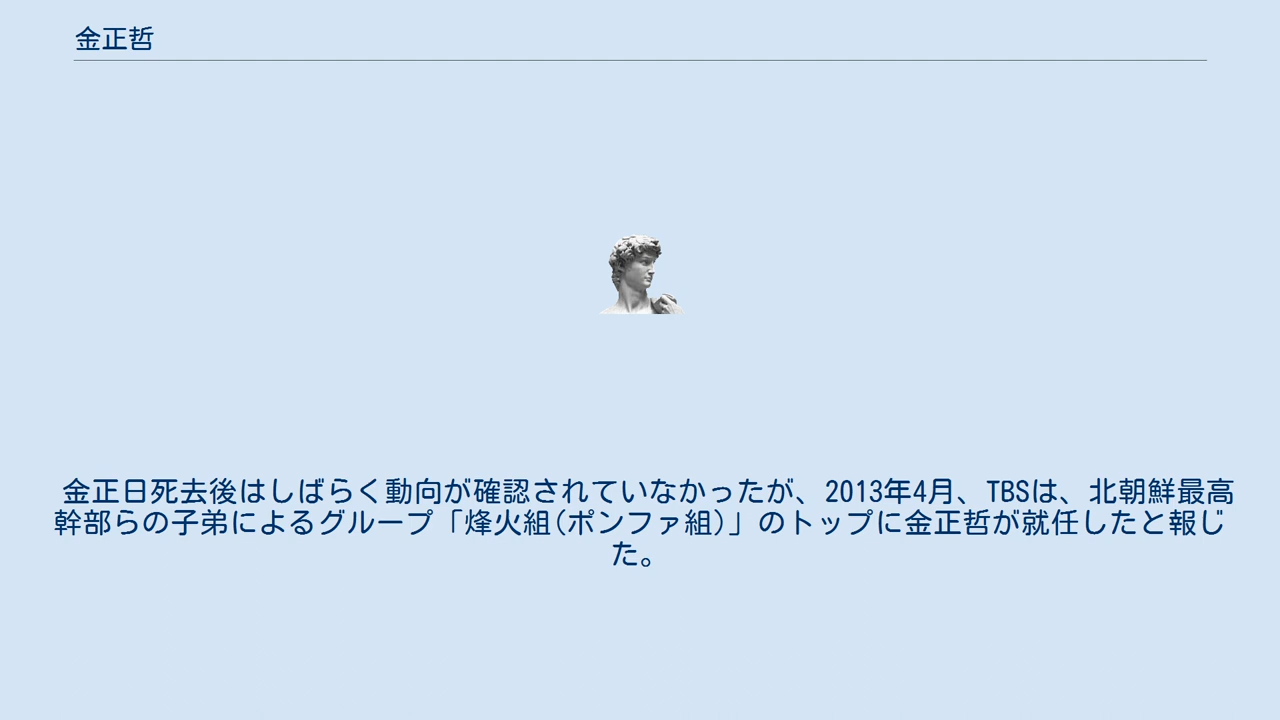 金正哲
金正日死去後はしばらく動向が確認されていなかったが、2013年4月、TBSは、北朝鮮最高
幹部らの子弟によるグループ「烽火組(ポンファ組)」のトップに金正哲が就任したと報じ
た。